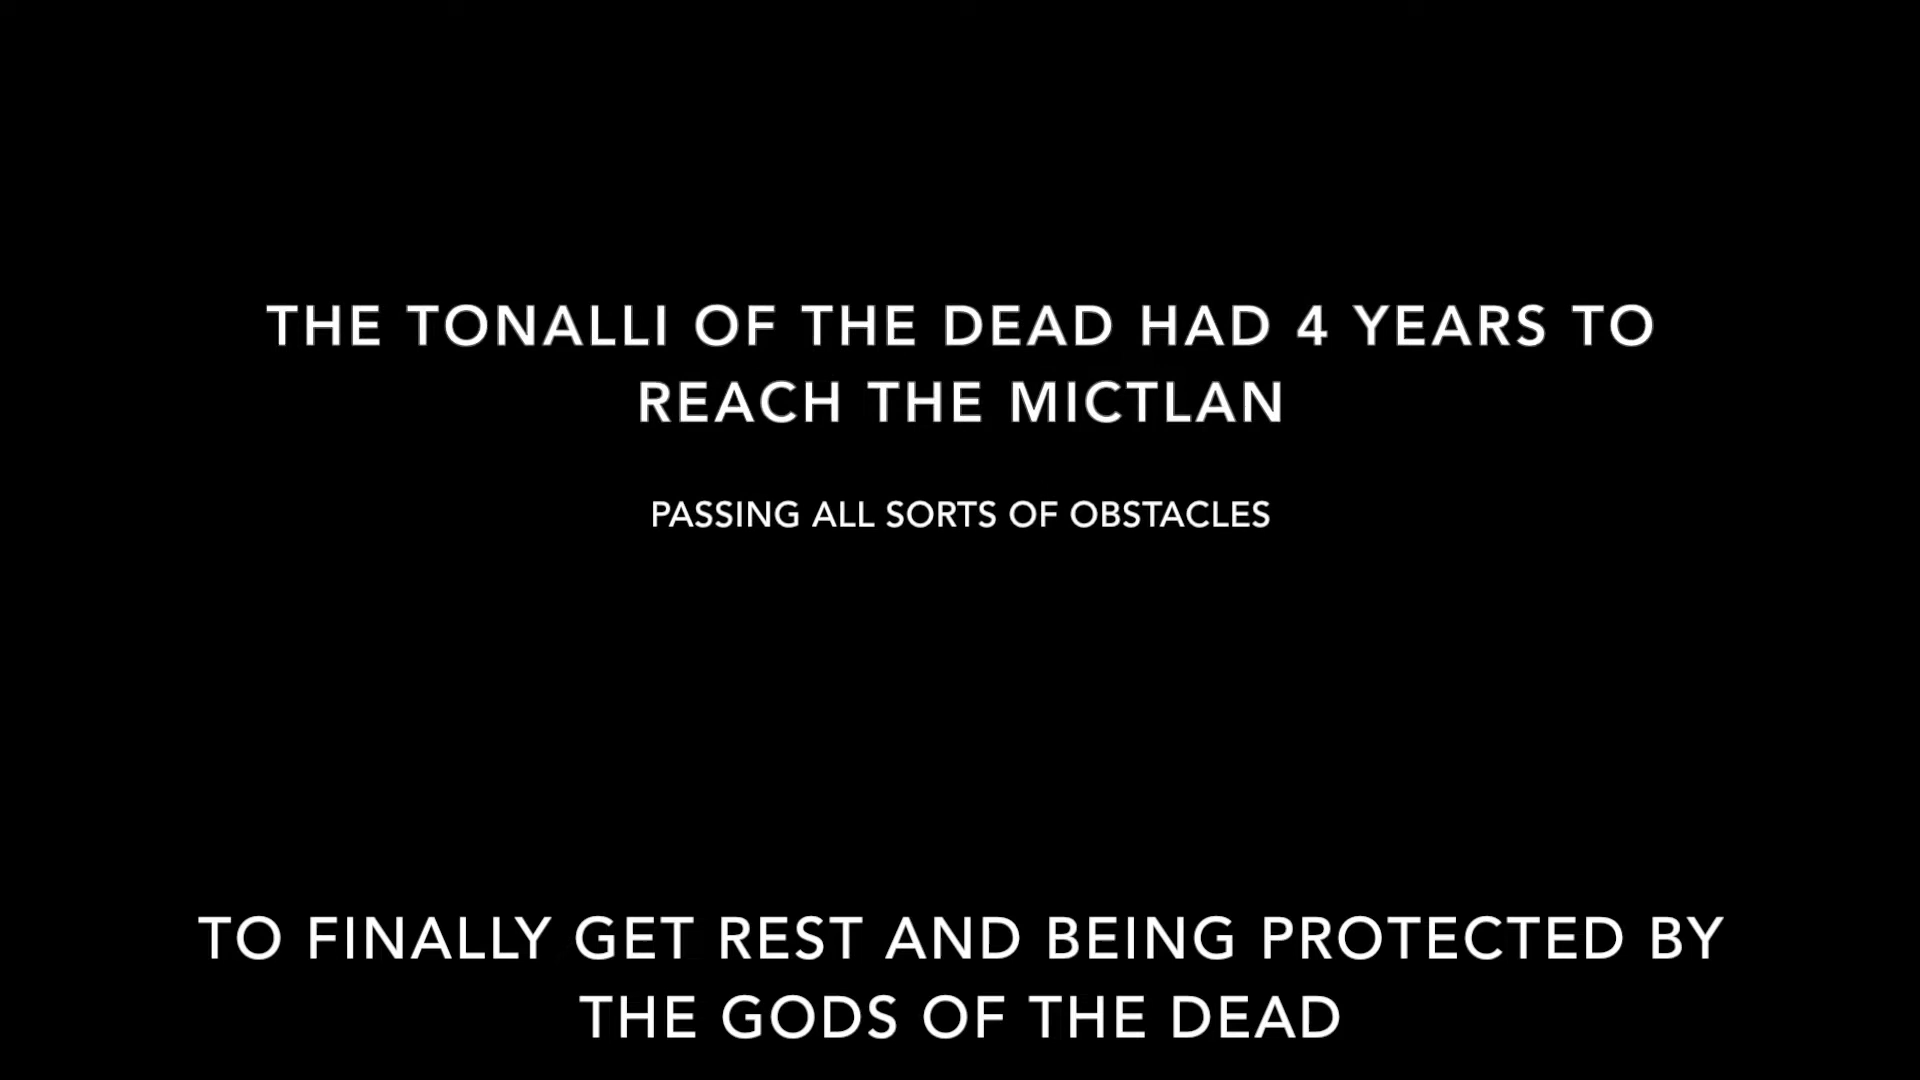 THE TONALLI OF THE DEAD HAD 4 YEARS TO
REACH THE MICTLAN
PASSING ALL SORTS OF OBSTACLES
TO FINALLY GET REST AND BEING PROTECTED BY
THE GODS OF THE DEAD